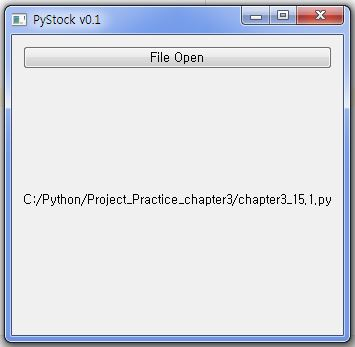 PyStock v0.1
File Open
C:/Python/Project_Practice_chapter3/chapter3_15.1.py